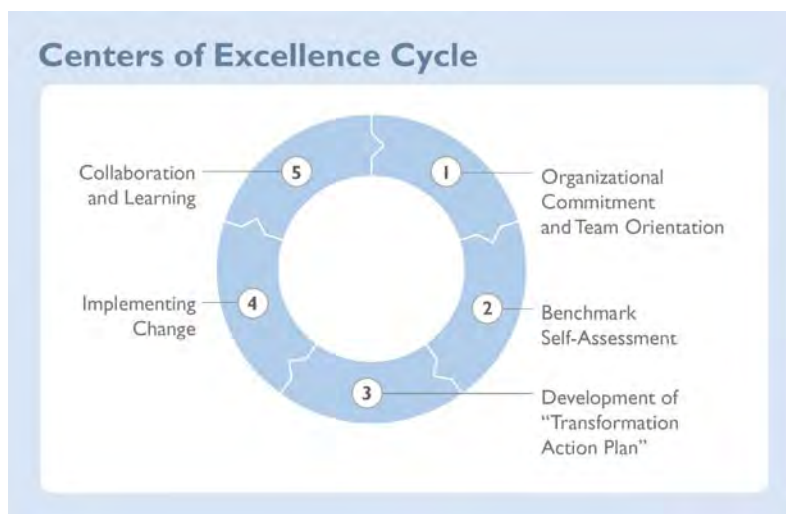 Centers of Excellence Cycle
1
Organizational
Commitment
and Team Orientation
2
Benchmark
Self-Assessment
3
Development of
“Transformation
Action Plan”
4
Implementing
Change
5
Collaboration
and Learning